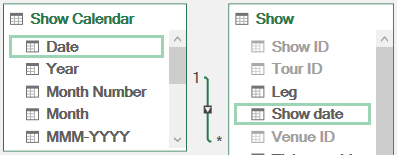 Show Calendar
Date
Year
Month Number
Month
MMM-YYYY
1
*
Show
Show ID
Tour ID
Leg
Show date
Venue ID